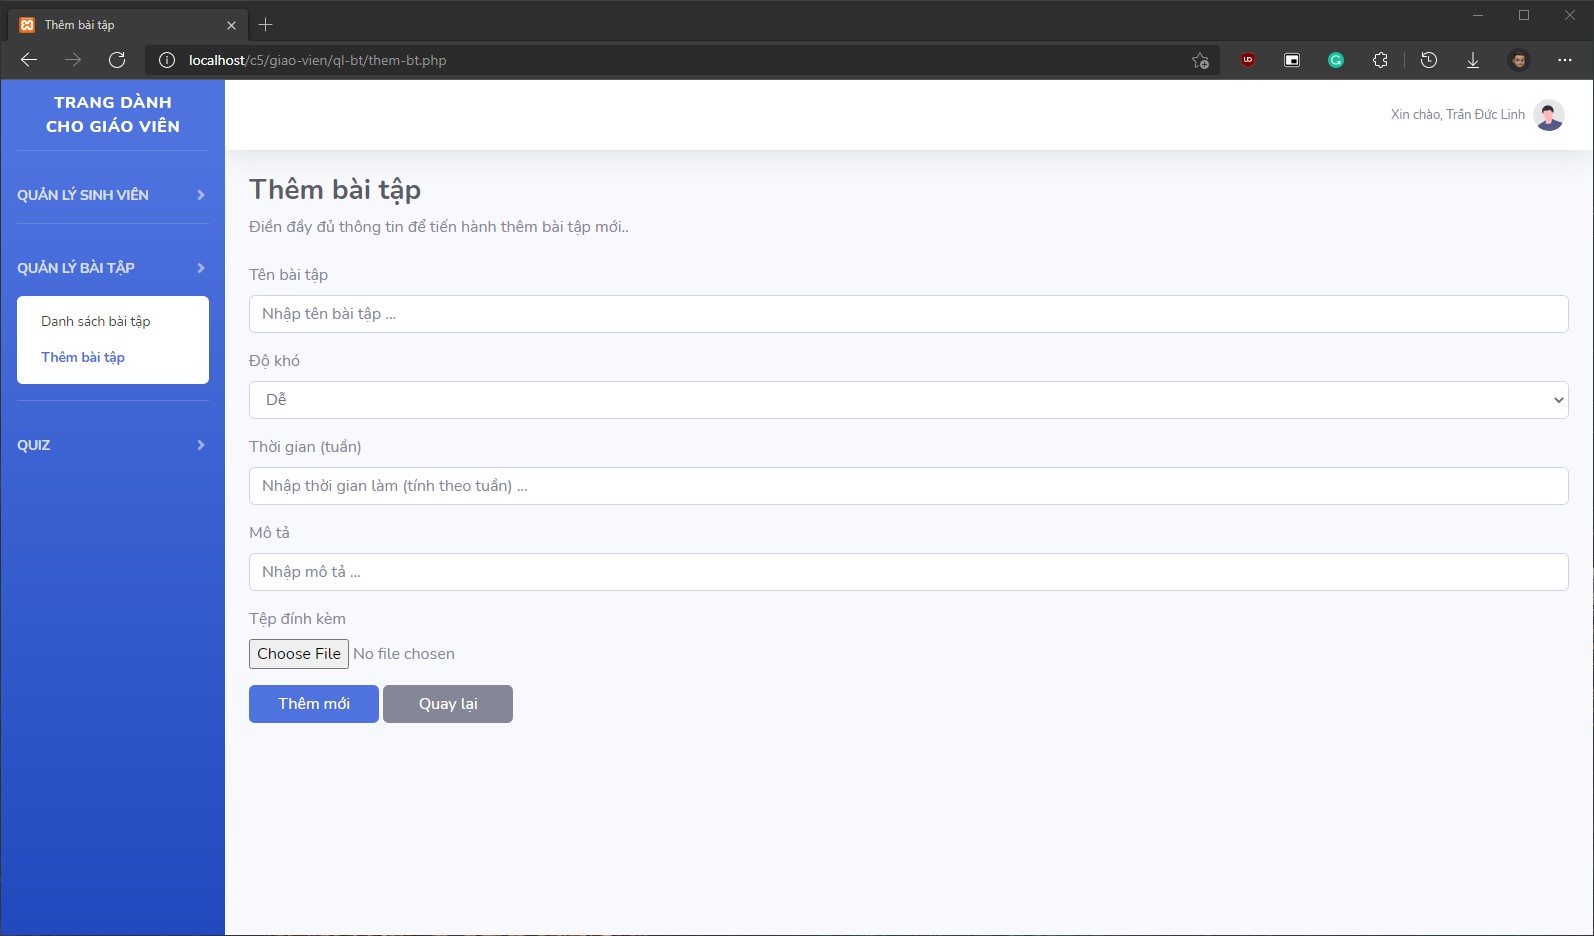 Thêm bài tập
localhost/c5/giao-vien/ql-bt/them-bt.php
TRANG DÀNH
CHO GIÁO VIÊN
Xin chào, Trần Đức Linh
QUẢN LÝ SINH VIÊN
QUẢN LÝ BÀI TẬP
Danh sách bài tập
Thêm bài tập
QUIZ
Thêm bài tập
Điền đầy đủ thông tin để tiến hành thêm bài tập mới..
Tên bài tập
Nhập tên bài tập ...
Độ khó
Dễ
Thời gian (tuần)
Nhập thời gian làm (tính theo tuần) ...
Mô tả
Nhập mô tả ...
Tệp đính kèm
Choose File No file chosen
Thêm mới
Quay lại